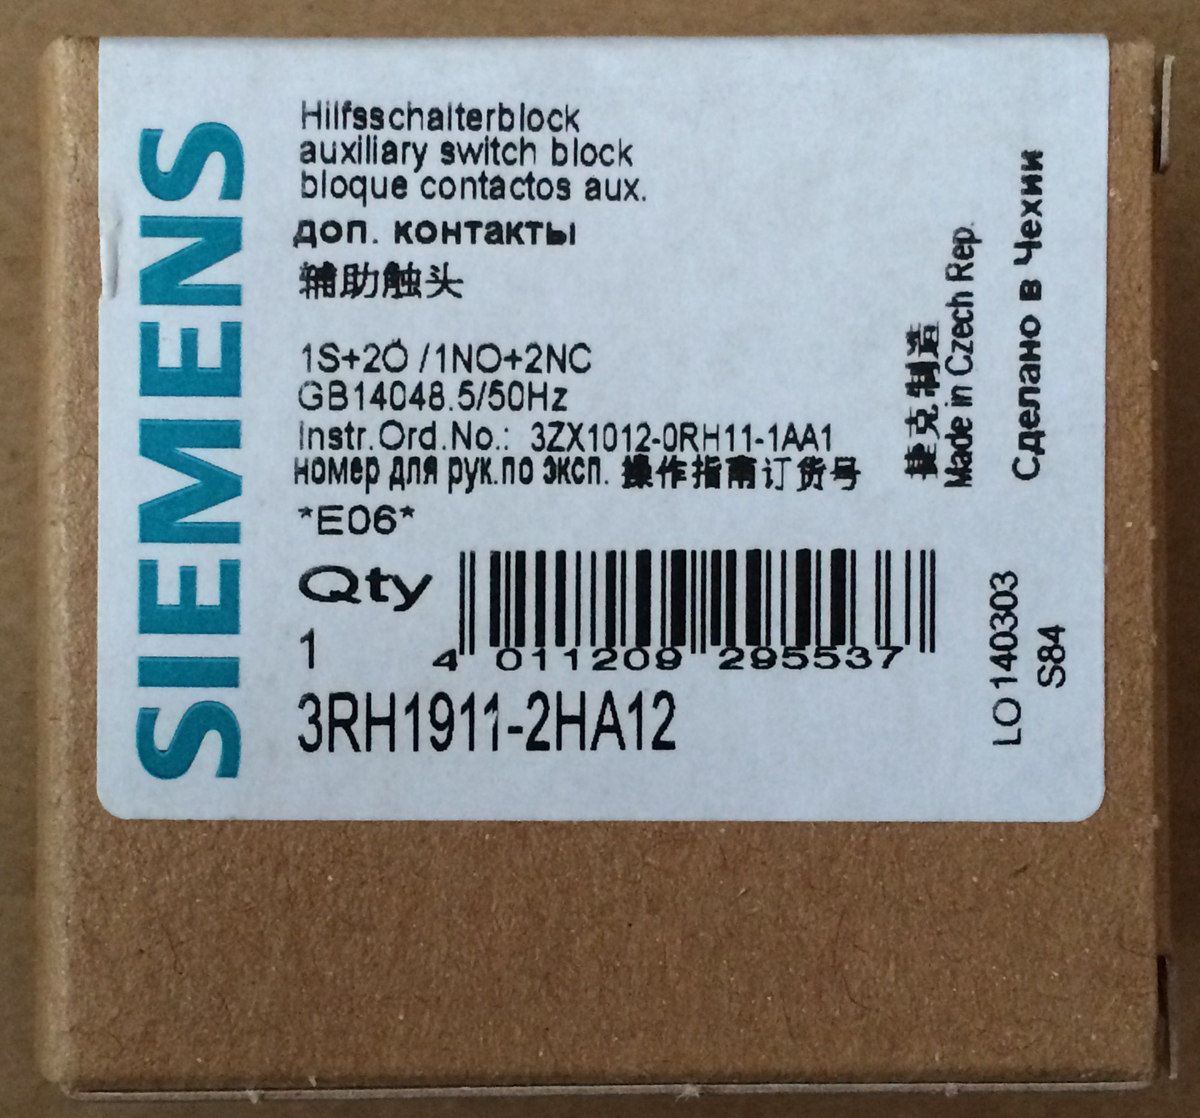 SIEMENS
Hilfsschalterblock
auxiliary switch block
bloque contactos aux.
доп. контакты
辅助触头
1S+2Ö /1NO+2NC
GB14048.5/50Hz
Instr.Ord.No.: 3ZX1012-0RH11-1AA1
номер для рук.по эксп. 操作指南订货号
*E06*
Qty
1
4 011209 295537
3RH1911-2HA12
捷克制造
Made in Czech Rep.
Сделано в Чехии
LO 140303
S84